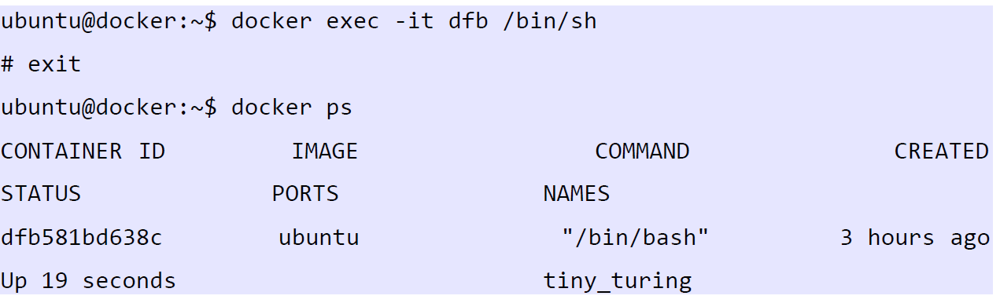 ubuntu@docker:~$ docker exec -it dfb /bin/sh
# exit
ubuntu@docker:~$ docker ps
CONTAINER ID IMAGE COMMAND CREATED
STATUS PORTS NAMES
dfb581bd638c ubuntu "/bin/bash" 3 hours ago
Up 19 seconds tiny_turing